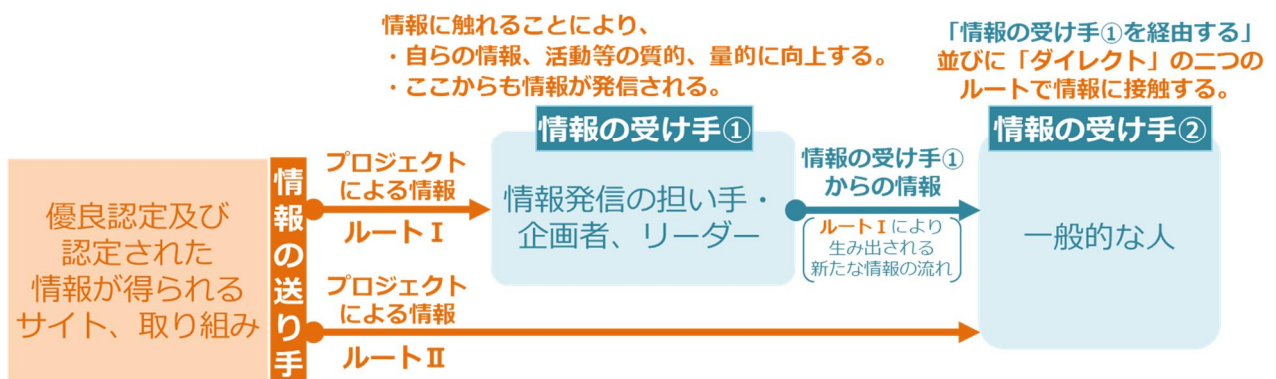 情報に触れることにより、
・自らの情報、活動等の質的、量的に向上する。
・ここからも情報が発信される。
「情報の受け手①を経由する」
並びに「ダイレクト」の二つの
ルートで情報に接触する。
情報の受け手①
情報の受け手②
優良認定及び
認定された
情報が得られる
サイト、取り組み
情報の送り手
プロジェクト
による情報
ルートⅠ
情報発信の担い手・
企画者、リーダー
情報の受け手①
からの情報
ルートⅠにより
生み出される
新たな情報の流れ
一般的な人
プロジェクト
による情報
ルートⅡ